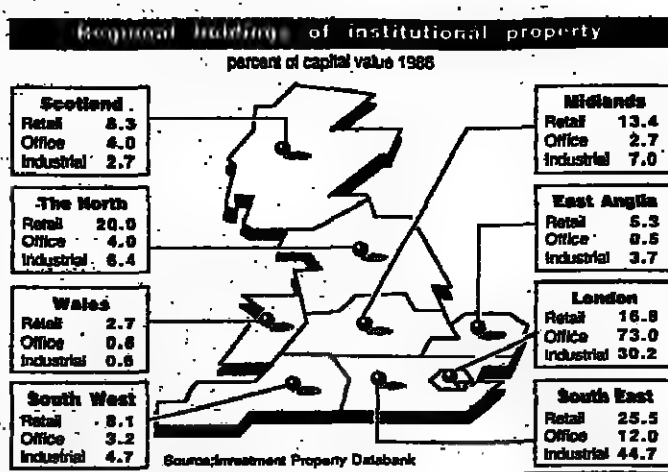 Regional holdings of institutional property
percent of capital value 1986
Scotland
Retail 8.3
Office 4.0
Industrial 2.7
The North
Retail 20.0
Office 4.0
Industrial 6.4
Wales
Retail 2.7
Office 0.6
Industrial 0.6
South West
Retail 8.1
Office 3.2
Industrial 4.7
Midlands
Retail 13.4
Office 2.7
Industrial 7.0
East Anglia
Retail 5.3
Office 0.5
Industrial 3.7
London
Retail 16.8
Office 73.0
Industrial 30.2
South East
Retail 25.5
Office 12.0
Industrial 44.7
Source;Investment Property Databank